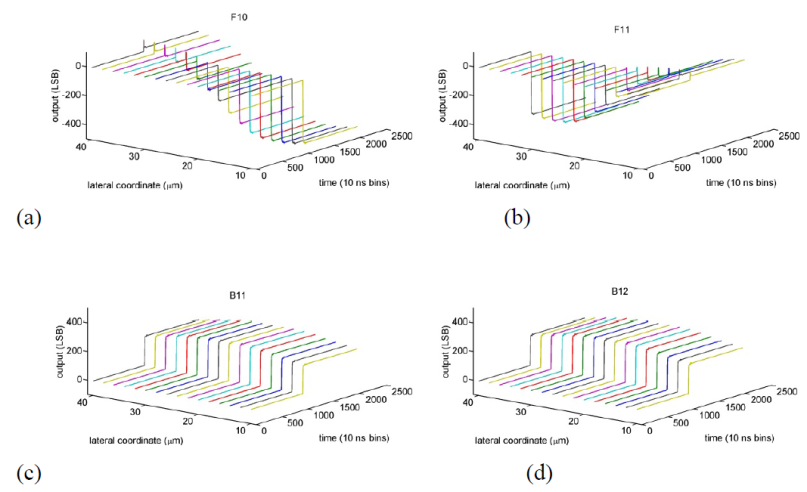 F10
output (LSB)
0
-200
-400
40
30
20
10
lateral coordinate (μm)
0
500
1000
1500
2000
2500
time (10 ns bins)
(a)
F11
output (LSB)
0
-200
-400
40
30
20
10
lateral coordinate (μm)
0
500
1000
1500
2000
2500
time (10 ns bins)
(b)
B11
output (LSB)
400
200
0
40
30
20
10
lateral coordinate (μm)
0
500
1000
1500
2000
2500
time (10 ns bins)
(c)
B12
output (LSB)
400
200
0
40
30
20
10
lateral coordinate (μm)
0
500
1000
1500
2000
2500
time (10 ns bins)
(d)